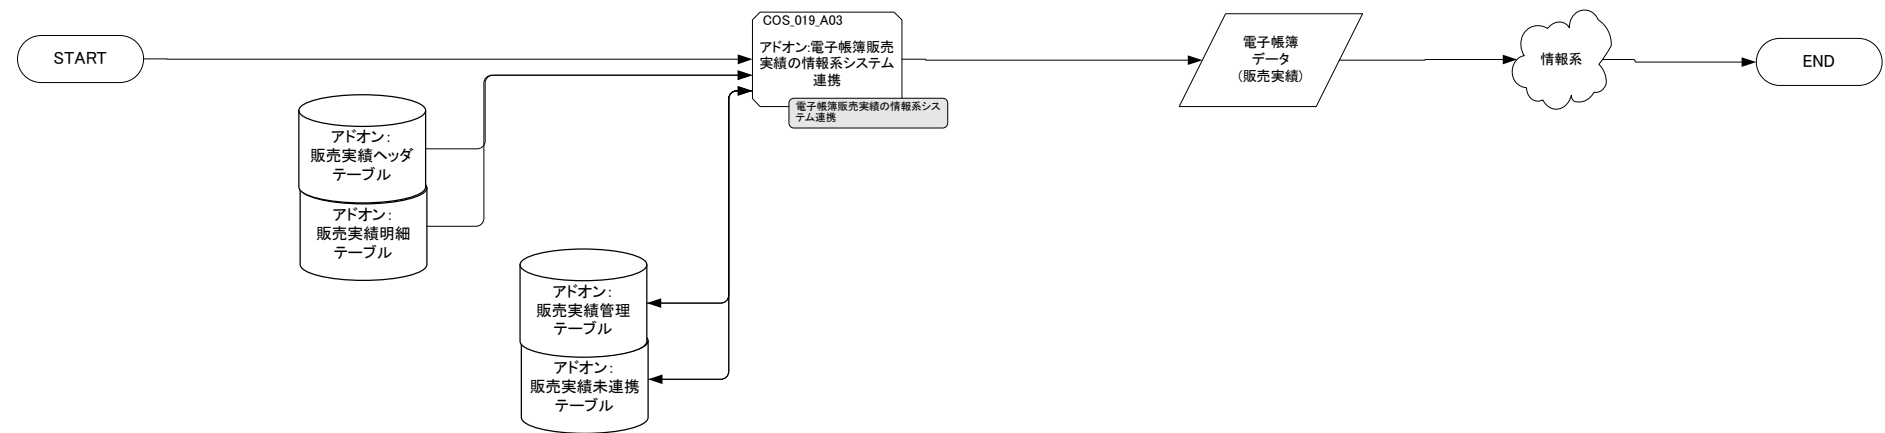 START
COS_019_A03
アドオン:電子帳簿販売
実績の情報系システム
連携
電子帳簿販売実績の情報系シス
テム連携
電子帳簿
データ
(販売実績)
情報系
END
アドオン:
販売実績ヘッダ
テーブル
アドオン:
販売実績明細
テーブル
アドオン:
販売実績管理
テーブル
アドオン:
販売実績未連携
テーブル